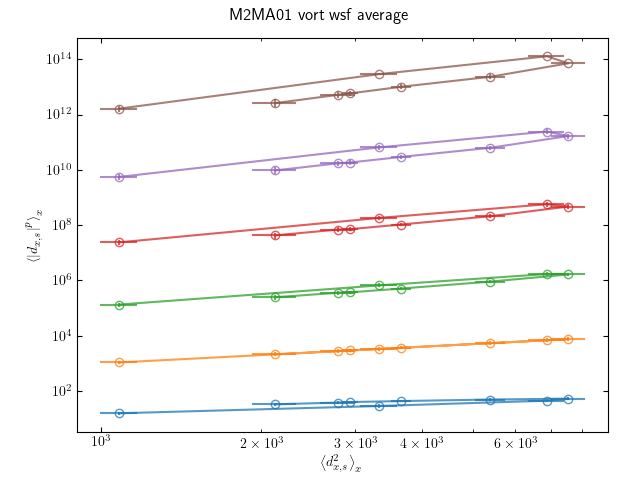 M2MA01 vort wsf average
10^14
10^12
10^10
10^8
10^6
10^4
10^2
⟨|d_{x,s}|^p⟩_x
10^3
2 × 10^3
3 × 10^3
4 × 10^3
6 × 10^3
⟨d^2_{x,s}⟩_x